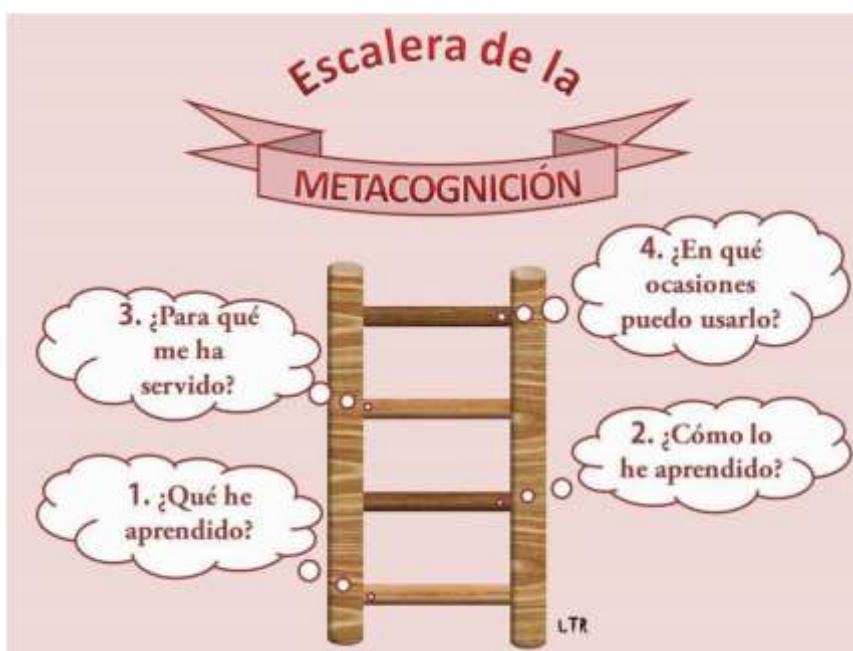 Escalera de la
METACOGNICIÓN
4. ¿En qué
ocasiones
puedo usarlo?
3. ¿Para qué
me ha
servido?
2. ¿Cómo lo
he aprendido?
1. ¿Qué he
aprendido?
LTR